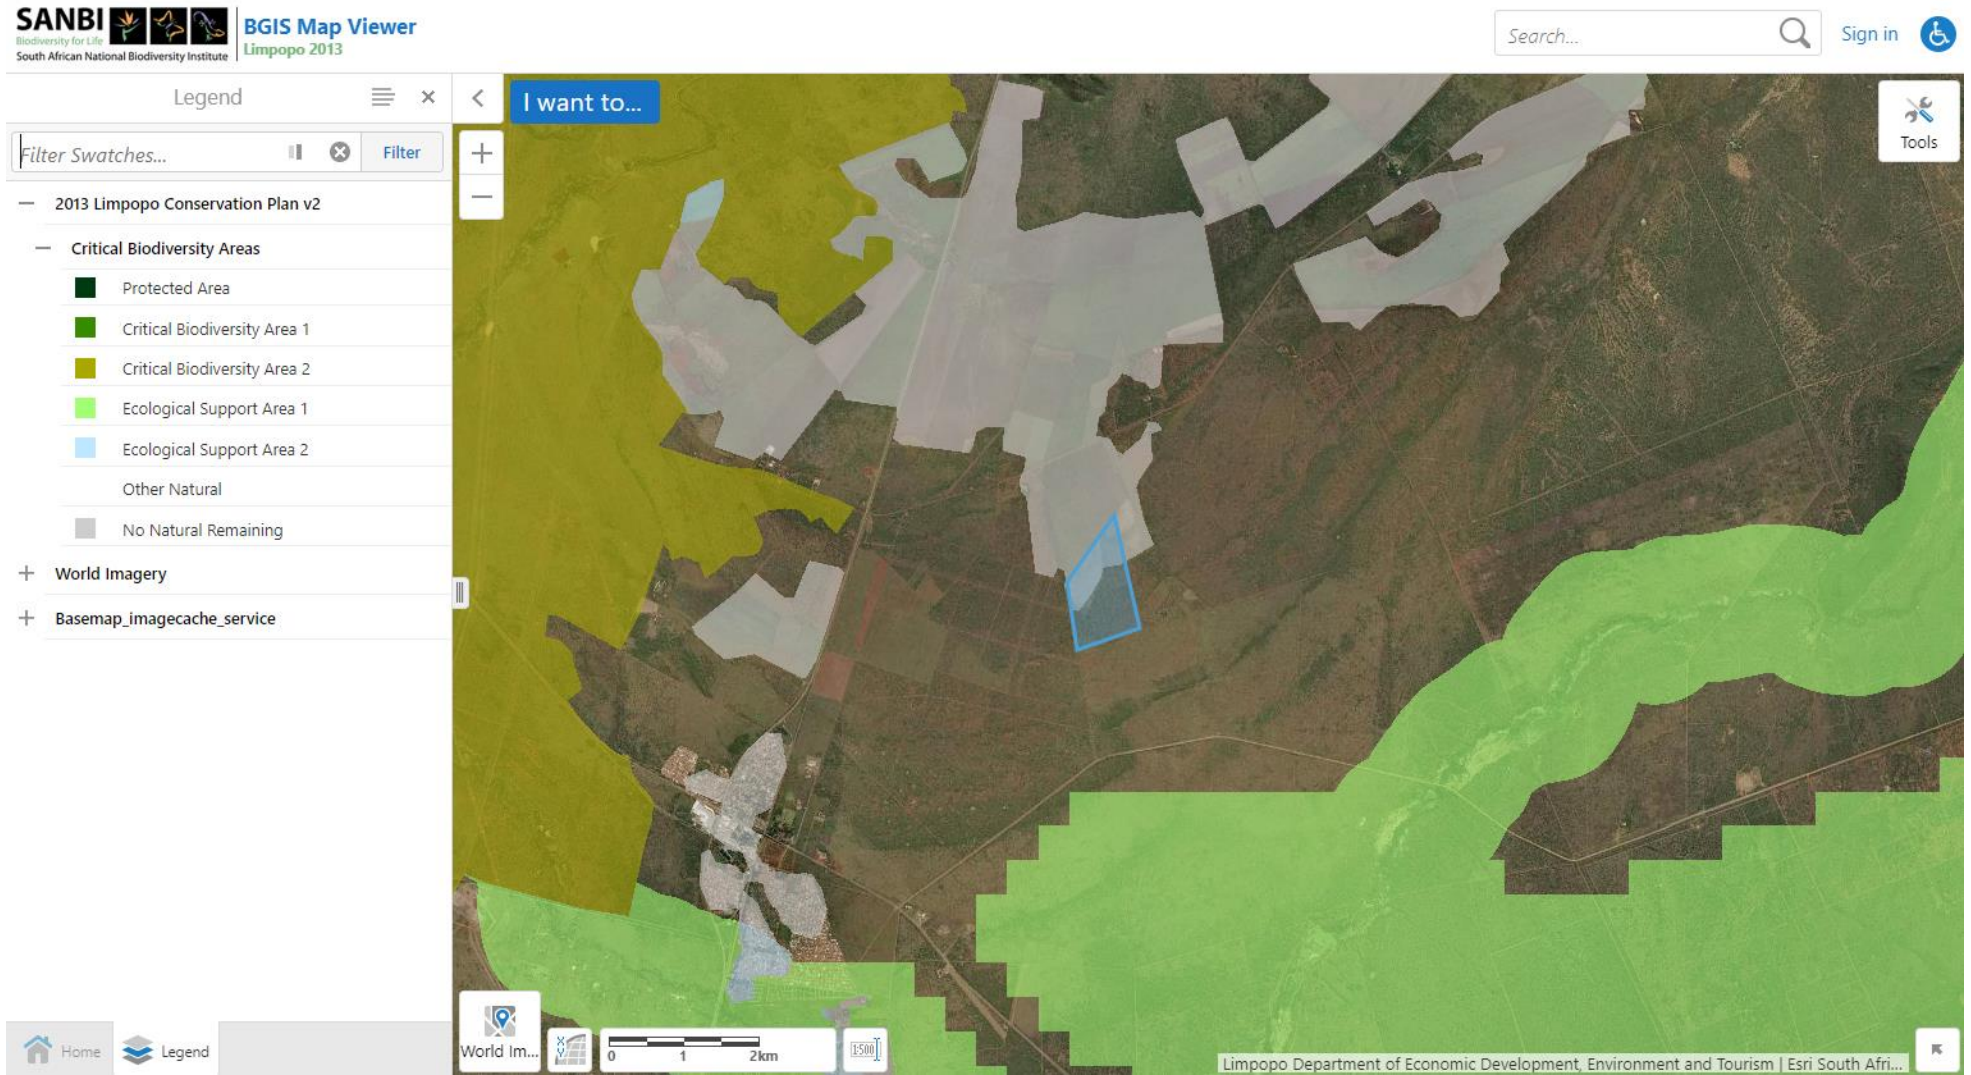 SANBI
Biodiversity for Life
South African National Biodiversity Institute
BGIS Map Viewer
Limpopo 2013
Search...
Sign in
Legend
Filter Swatches...
Filter
2013 Limpopo Conservation Plan v2
Critical Biodiversity Areas
Protected Area
Critical Biodiversity Area 1
Critical Biodiversity Area 2
Ecological Support Area 1
Ecological Support Area 2
Other Natural
No Natural Remaining
World Imagery
Basemap_imagecache_service
Home
Legend
I want to...
Tools
World Im...
X Y
0 1 2km
1:500
Limpopo Department of Economic Development, Environment and Tourism | Esri South Afri...